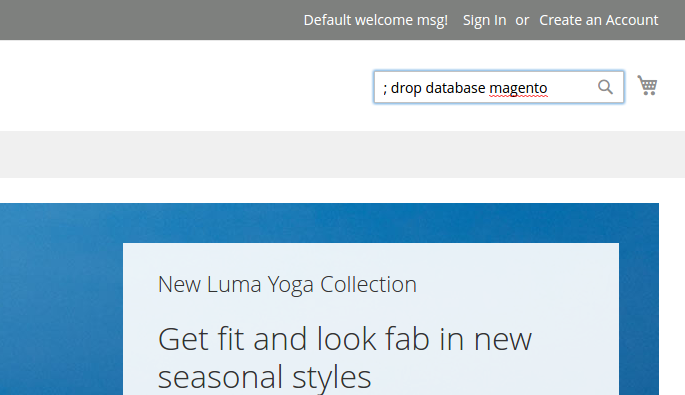 Default welcome msg! Sign In or Create an Account
; drop database magento
New Luma Yoga Collection
Get fit and look fab in new
seasonal styles